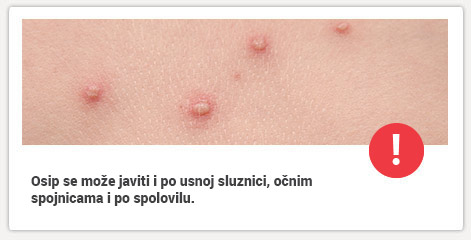 Osip se može javiti i po usnoj sluznici, očnim
spojnicama i po spolovilu.
!